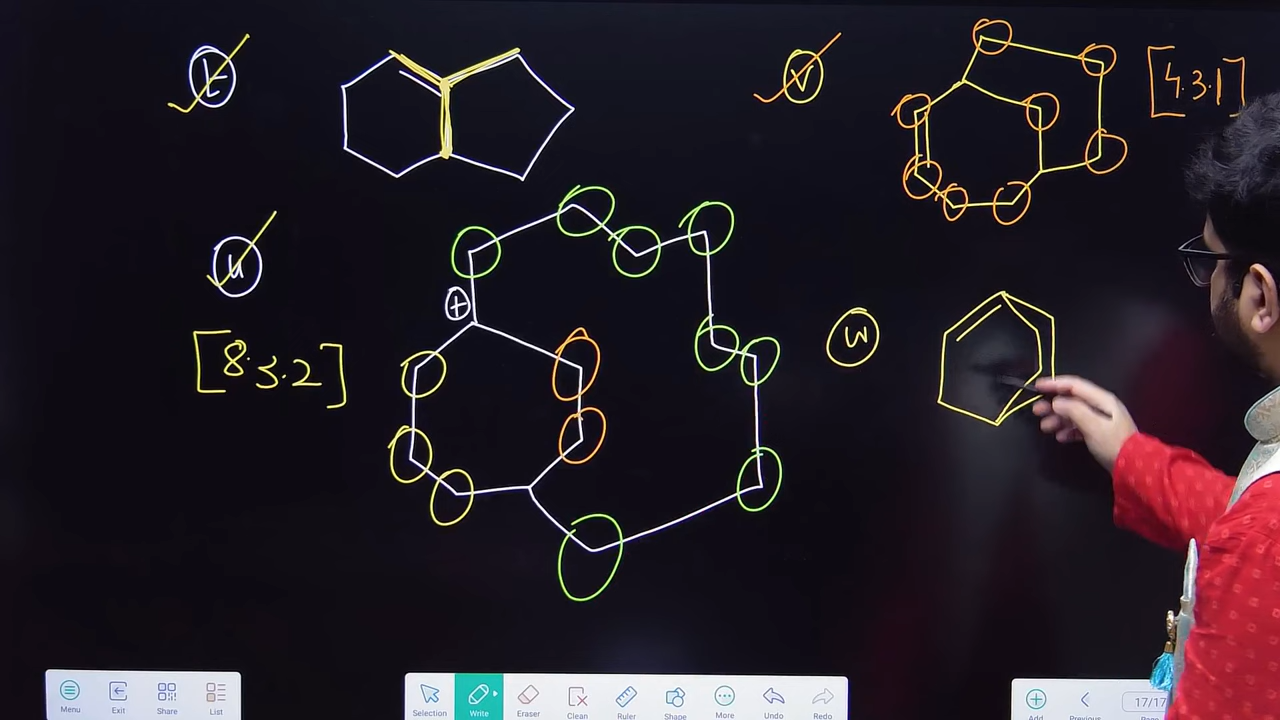 t
v
[4.3.1]
+
u
[8.3.2]
w
Menu
Exit
Share
List
Selection
Write
Eraser
Clean
Ruler
Shape
More
Undo
Redo
Add
Previous
17/17